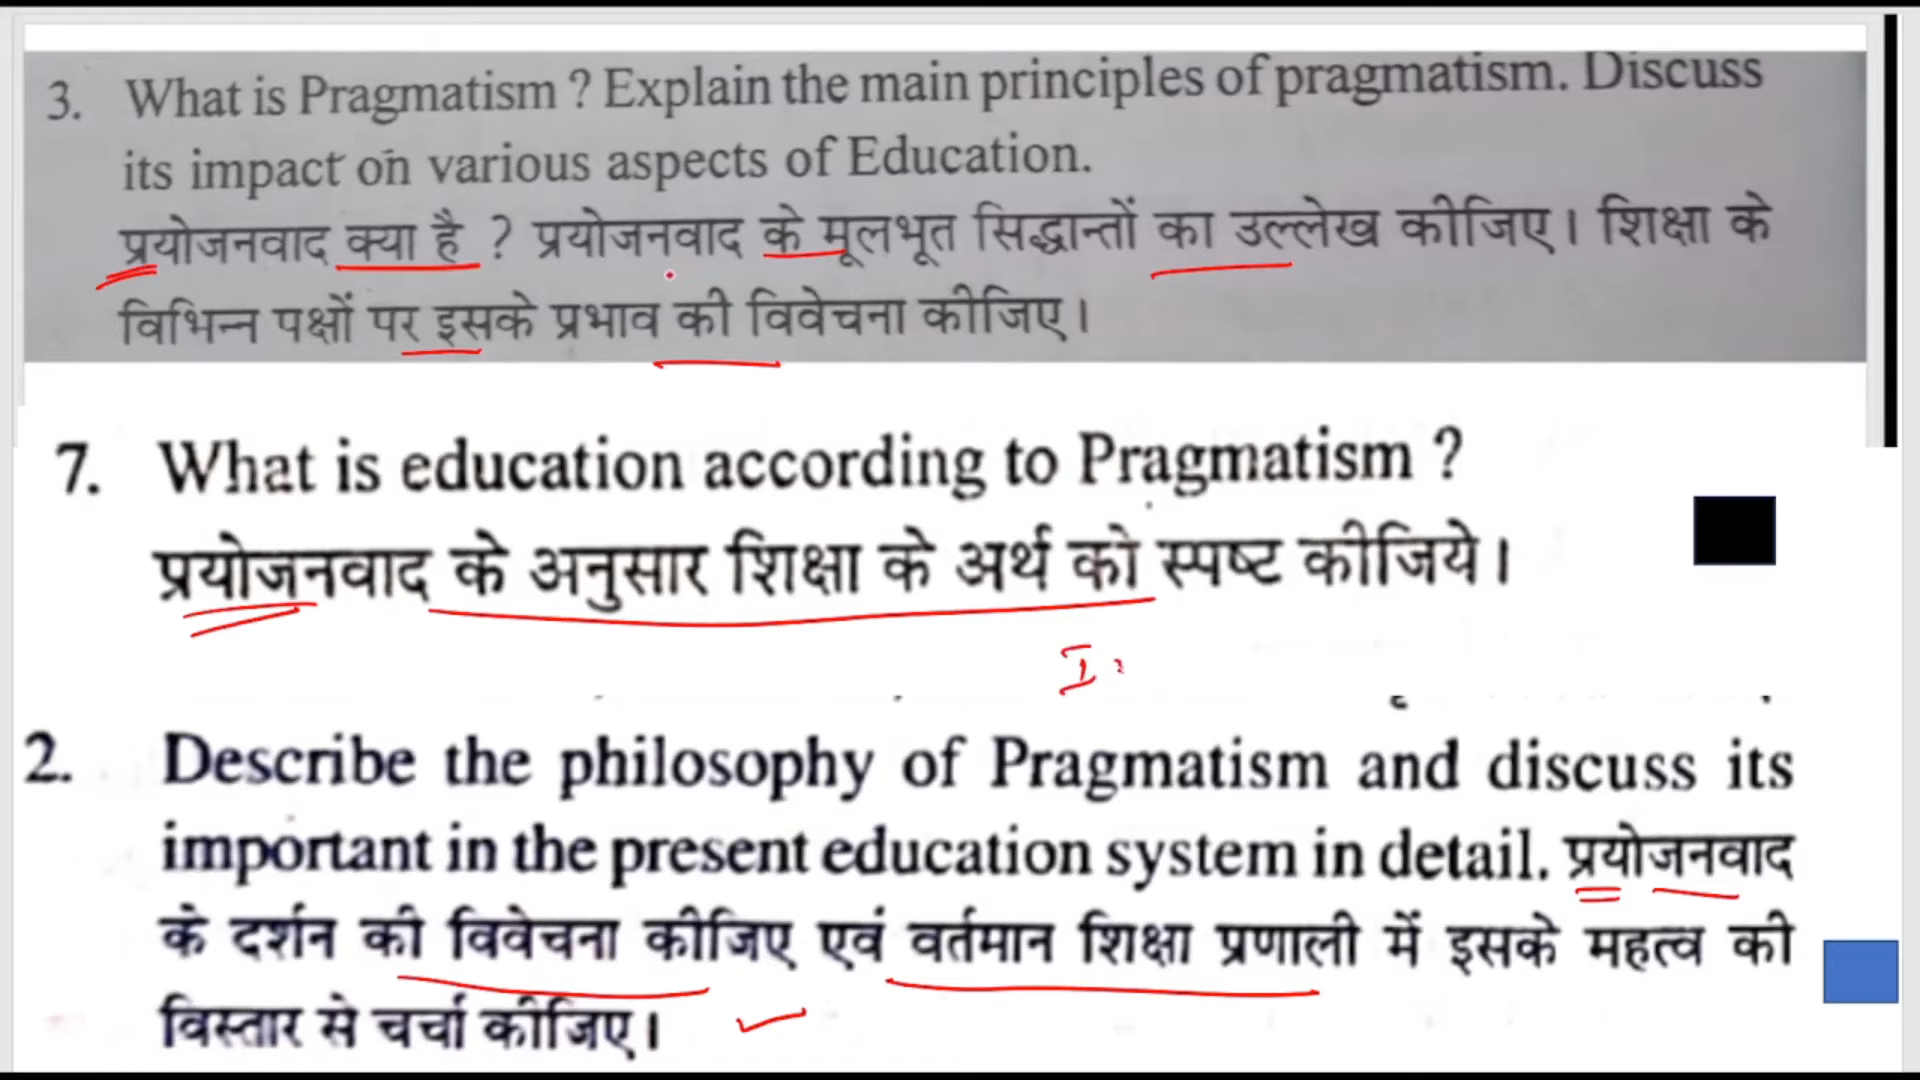 3. What is Pragmatism ? Explain the main principles of pragmatism. Discuss
its impact on various aspects of Education.
प्रयोजनवाद क्या है ? प्रयोजनवाद के मूलभूत सिद्धान्तों का उल्लेख कीजिए। शिक्षा के
विभिन्न पक्षों पर इसके प्रभाव की विवेचना कीजिए।
7. What is education according to Pragmatism ?
प्रयोजनवाद के अनुसार शिक्षा के अर्थ को स्पष्ट कीजिये।
I
2. Describe the philosophy of Pragmatism and discuss its
important in the present education system in detail. प्रयोजनवाद
के दर्शन की विवेचना कीजिए एवं वर्तमान शिक्षा प्रणाली में इसके महत्व की
विस्तार से चर्चा कीजिए।